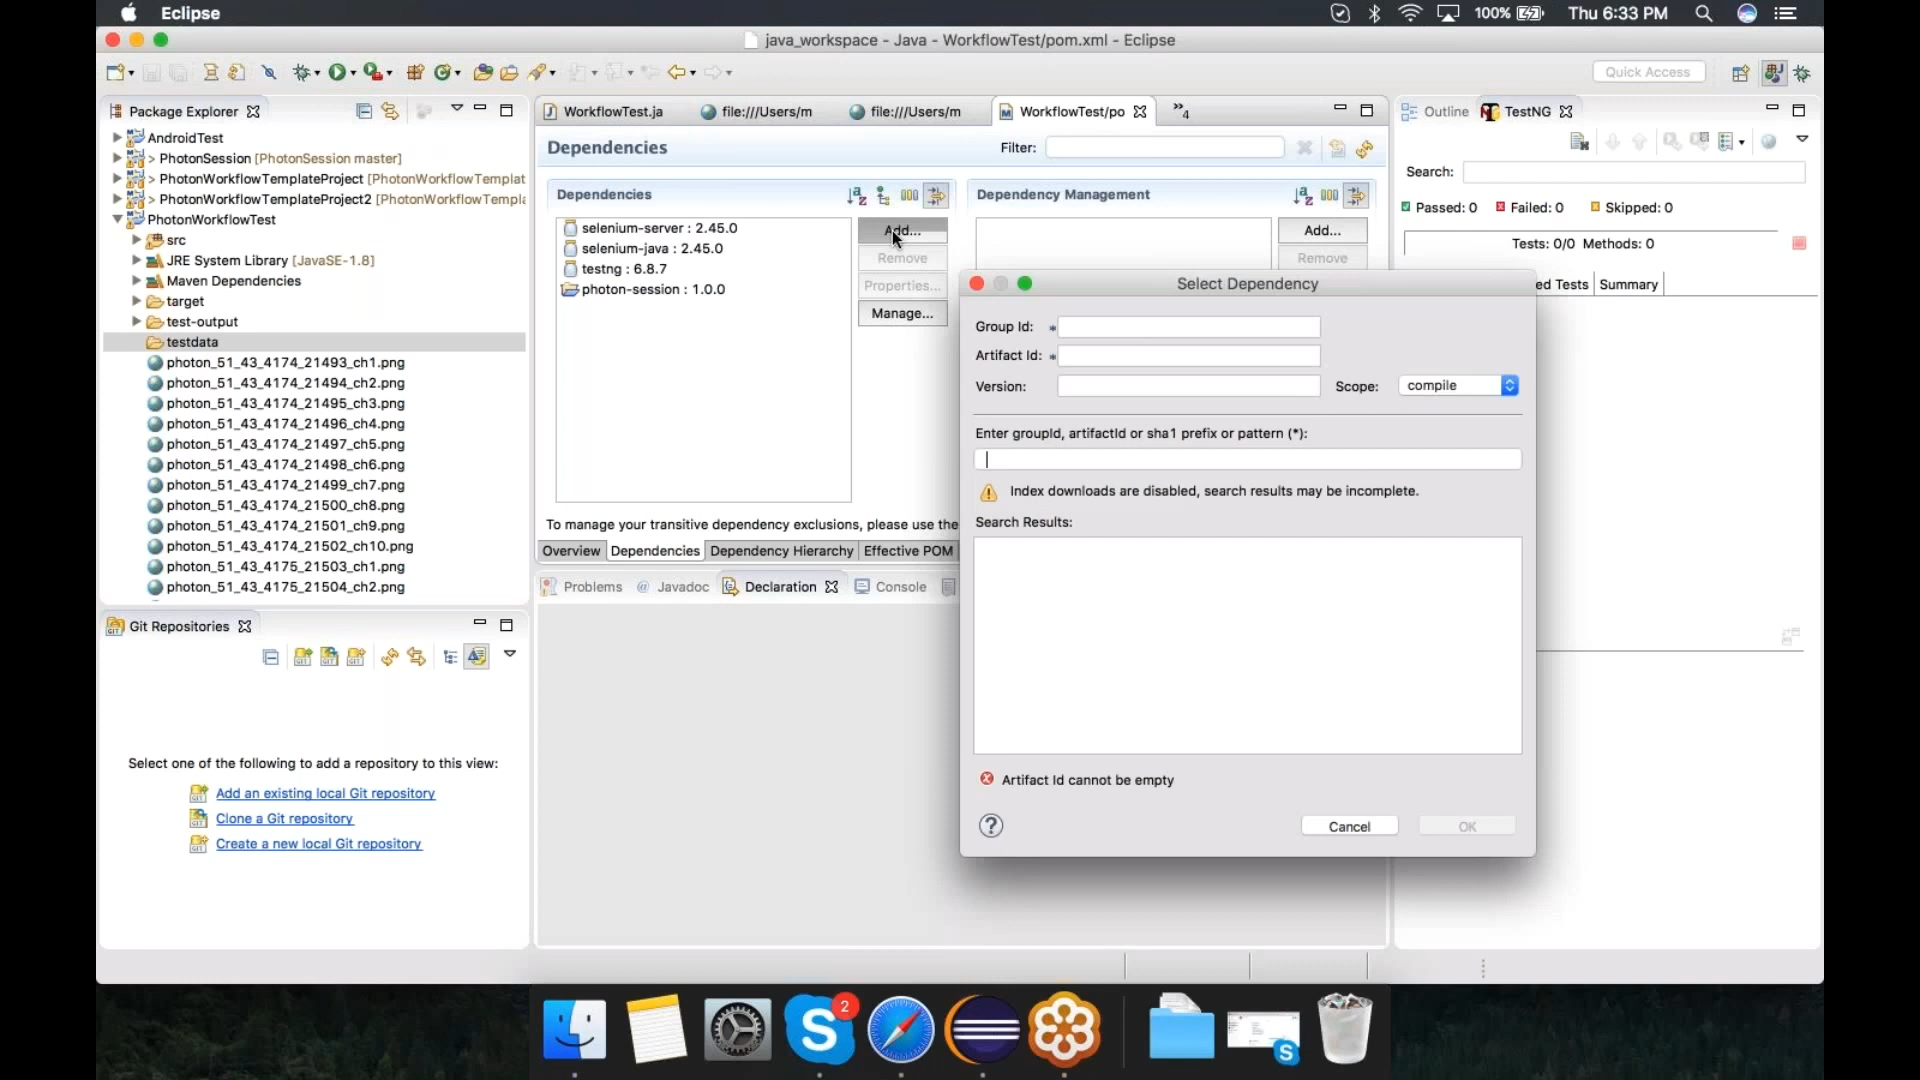 Eclipse
100%
Thu 6:33 PM
java_workspace - Java - WorkflowTest/pom.xml - Eclipse
Quick Access
Package Explorer
AndroidTest
> PhotonSession [PhotonSession master]
> PhotonWorkflowTemplateProject [PhotonWorkflowTemplat
> PhotonWorkflowTemplateProject2 [PhotonWorkflowTempla
PhotonWorkflowTest
src
JRE System Library [JavaSE-1.8]
Maven Dependencies
target
test-output
testdata
photon_51_43_4174_21493_ch1.png
photon_51_43_4174_21494_ch2.png
photon_51_43_4174_21495_ch3.png
photon_51_43_4174_21496_ch4.png
photon_51_43_4174_21497_ch5.png
photon_51_43_4174_21498_ch6.png
photon_51_43_4174_21499_ch7.png
photon_51_43_4174_21500_ch8.png
photon_51_43_4174_21501_ch9.png
photon_51_43_4174_21502_ch10.png
photon_51_43_4175_21503_ch1.png
photon_51_43_4175_21504_ch2.png
Git Repositories
Select one of the following to add a repository to this view:
Add an existing local Git repository
Clone a Git repository
Create a new local Git repository
WorkflowTest.ja
file:///Users/m
file:///Users/m
WorkflowTest/po
»4
Dependencies
Filter:
Dependencies
selenium-server : 2.45.0
selenium-java : 2.45.0
testng : 6.8.7
photon-session : 1.0.0
Add...
Remove
Properties...
Manage...
Dependency Management
Add...
Remove
To manage your transitive dependency exclusions, please use the
Overview
Dependencies
Dependency Hierarchy
Effective POM
Problems
@ Javadoc
Declaration
Console
Select Dependency
Group Id: *
Artifact Id: *
Version:
Scope:
compile
Enter groupId, artifactId or sha1 prefix or pattern (*):
Index downloads are disabled, search results may be incomplete.
Search Results:
Artifact Id cannot be empty
?
Cancel
OK
Outline
TestNG
Search:
Passed: 0
Failed: 0
Skipped: 0
Tests: 0/0 Methods: 0
ed Tests
Summary
2